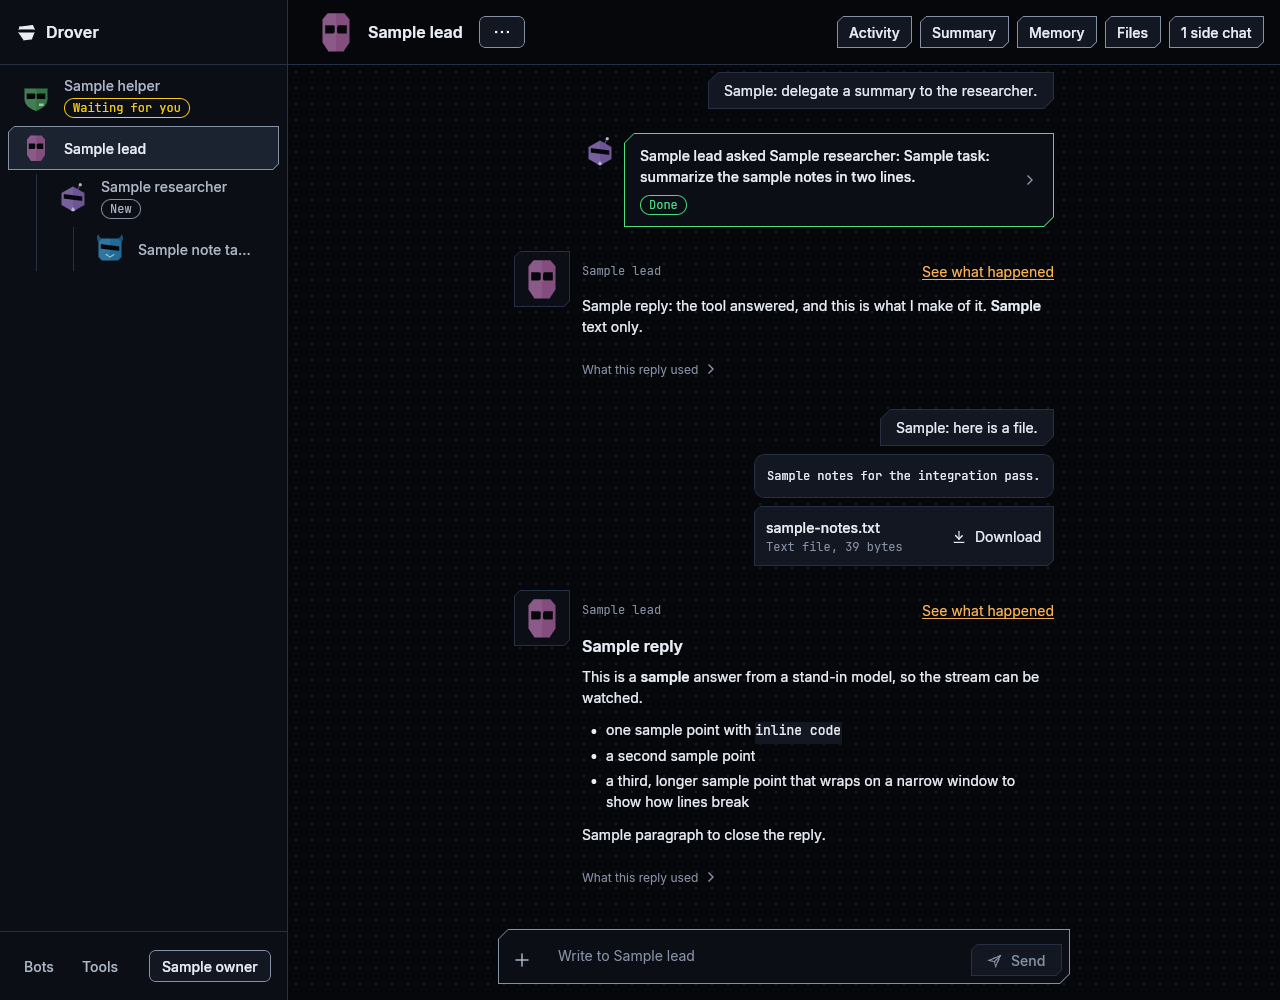 Drover
Sample lead
...
Activity
Summary
Memory
Files
1 side chat
Sample helper
Waiting for you
Sample lead
Sample researcher
New
Sample note ta...
Sample: delegate a summary to the researcher.
Sample lead asked Sample researcher: Sample task:
summarize the sample notes in two lines.
Done
Sample lead
See what happened
Sample reply: the tool answered, and this is what I make of it. Sample
text only.
What this reply used
Sample: here is a file.
Sample notes for the integration pass.
sample-notes.txt
Text file, 39 bytes
Download
Sample lead
See what happened
Sample reply
This is a sample answer from a stand-in model, so the stream can be
watched.
• one sample point with inline code
• a second sample point
• a third, longer sample point that wraps on a narrow window to
show how lines break
Sample paragraph to close the reply.
What this reply used
Write to Sample lead
Send
Bots
Tools
Sample owner